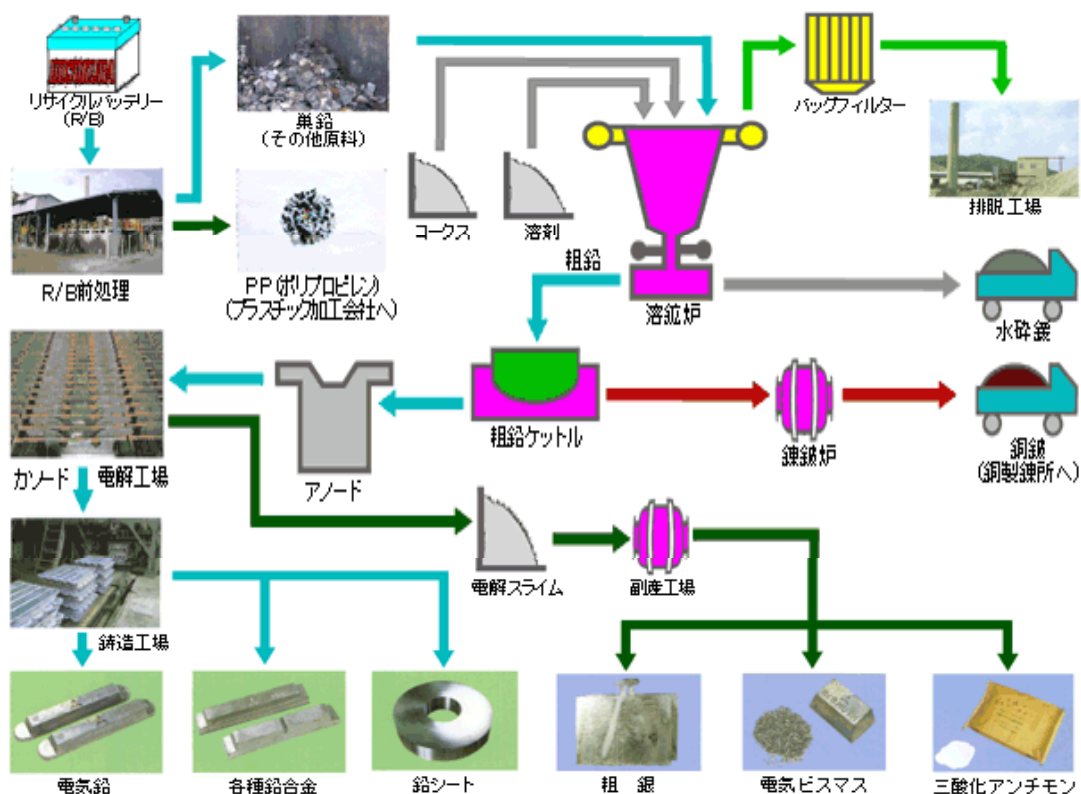 リサイクルバッテリー
(R/B)
巣鉛
(その他原料)
バッグフィルター
排脱工場
コークス
溶剤
R/B前処理
PP(ポリプロピレン)
(プラスチック加工会社へ)
粗鉛
溶鉱炉
水砕鍰
カソード
電解工場
アノード
粗鉛ケットル
錬鈹炉
銅鈹
(銅製錬所へ)
電解スライム
副産工場
鋳造工場
電気鉛
各種鉛合金
鉛シート
粗 銀
電気ビスマス
三酸化アンチモン